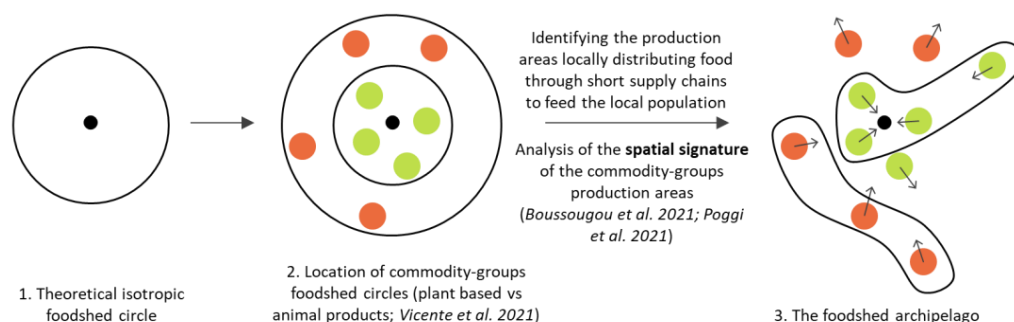 Identifying the production
areas locally distributing food
through short supply chains
to feed the local population
Analysis of the spatial signature
of the commodity-groups
production areas
(Boussougou et al. 2021; Poggi
et al. 2021)
1. Theoretical isotropic
foodshed circle
2. Location of commodity-groups
foodshed circles (plant based vs
animal products; Vicente et al. 2021)
3. The foodshed archipelago